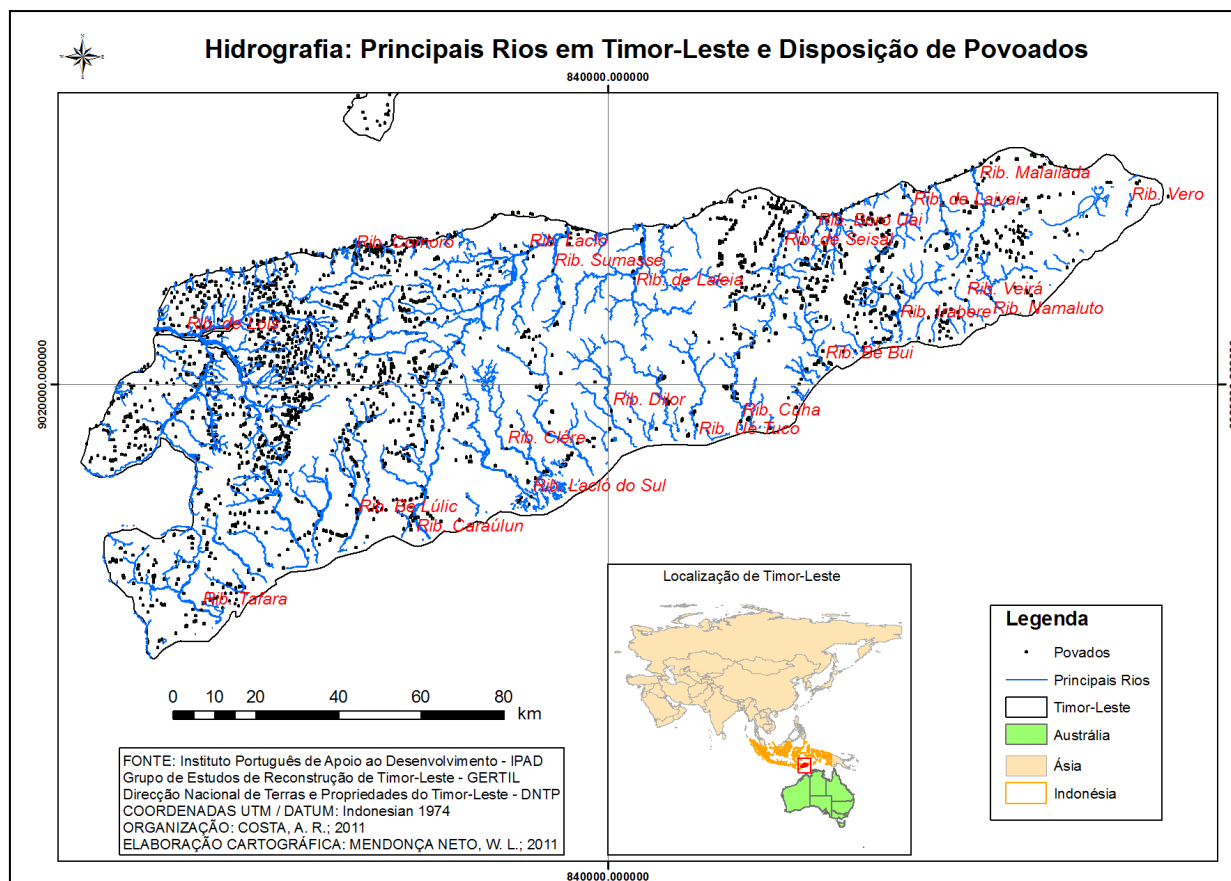 Hidrografia: Principais Rios em Timor-Leste e Disposição de Povoados
840000.000000
Rib. Malailada
Rib. Vero
Rib. de Laivai
Rib. Boro Uai
Rib. de Seisal
Rib. Comoro
Rib. Lacló
Rib. Sumasse
Rib. de Laleia
Rib. Veirá
Rib. Namaluto
Rib. Irabere
Rib. de Lois
Rib. Bé Bui
9020000.000000
Rib. Dilor
Rib. Cuha
Rib. Ué Tuco
Rib. Clére
Rib. Lacló do Sul
Rib. Be Lúlic
Rib. Caraúlun
Rib. Tafara
Localização de Timor-Leste
Legenda
Povados
Principais Rios
Timor-Leste
Austrália
Ásia
Indonésia
0 10 20 40 60 80
km
FONTE: Instituto Português de Apoio ao Desenvolvimento - IPAD
Grupo de Estudos de Reconstrução de Timor-Leste - GERTIL
Direcção Nacional de Terras e Propriedades do Timor-Leste - DNTP
COORDENADAS UTM / DATUM: Indonesian 1974
ORGANIZAÇÃO: COSTA, A. R.; 2011
ELABORAÇÃO CARTOGRÁFICA: MENDONÇA NETO, W. L.; 2011
840000.000000